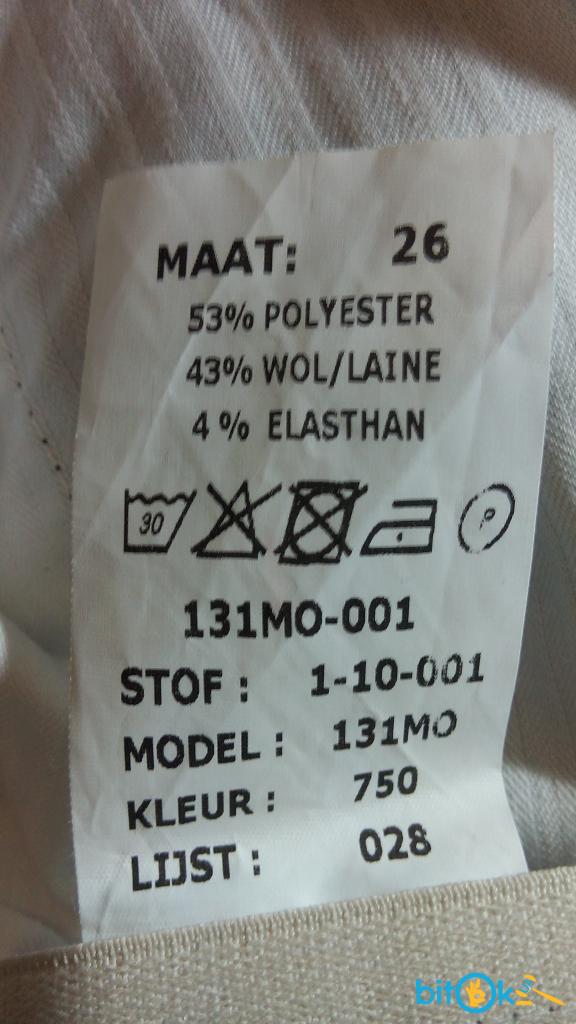 MAAT: 26
53% POLYESTER
43% WOL/LAINE
4 % ELASTHAN
30 P
131MO-001
STOF : 1-10-001
MODEL : 131MO
KLEUR : 750
LIJST : 028
bitok